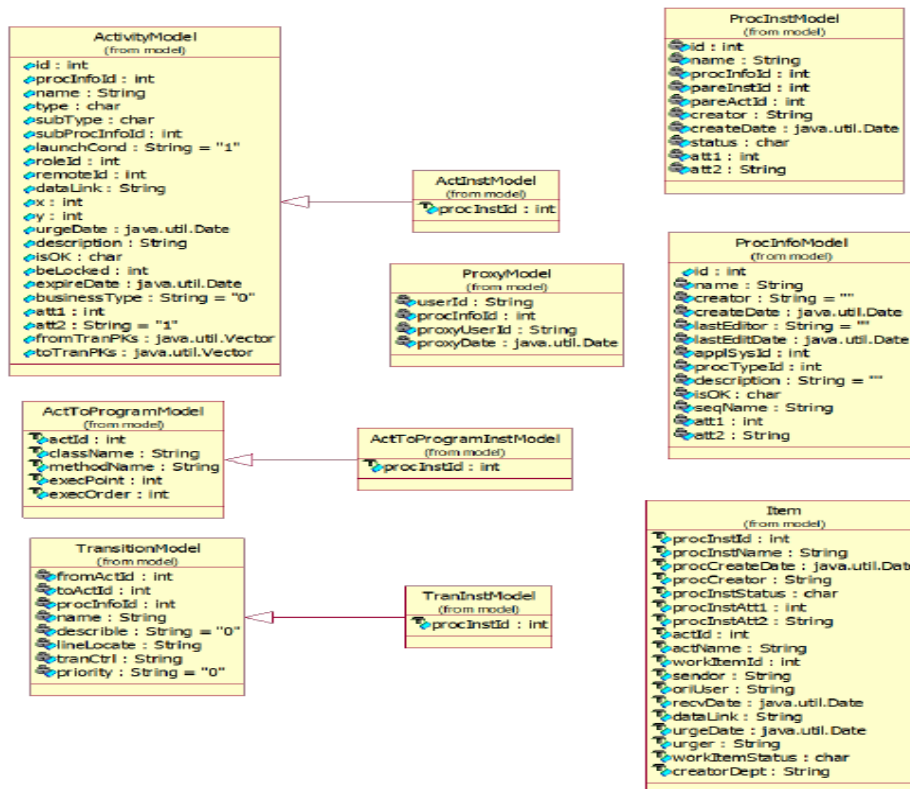 ActivityModel
(from model)
id : int
procInfoId : int
name : String
type : char
subType : char
subProcInfoId : int
launchCond : String = "1"
roleId : int
remoteId : int
dataLink : String
x : int
y : int
urgeDate : java.util.Date
description : String
isOK : char
beLocked : int
expireDate : java.util.Date
businessType : String = "0"
att1 : int
att2 : String = "1"
fromTranPKs : java.util.Vector
toTranPKs : java.util.Vector
ActInstModel
(from model)
procInstId : int
ProxyModel
(from model)
userId : String
procInfoId : int
proxyUserId : String
proxyDate : java.util.Date
ProcInstModel
(from model)
id : int
name : String
procInfoId : int
pareInstId : int
pareActId : int
creator : String
createDate : java.util.Date
status : char
att1 : int
att2 : String
ProcInfoModel
(from model)
id : int
name : String
creator : String = ""
createDate : java.util.Date
lastEditor : String = ""
lastEditDate : java.util.Date
applSysId : int
procTypeId : int
description : String = ""
isOK : char
seqName : String
att1 : int
att2 : String
ActToProgramModel
(from model)
actId : int
className : String
methodName : String
execPoint : int
execOrder : int
ActToProgramInstModel
(from model)
procInstId : int
TransitionModel
(from model)
fromActId : int
toActId : int
procInfoId : int
name : String
describle : String = "0"
lineLocate : String
tranCtrl : String
priority : String = "0"
TranInstModel
(from model)
procInstId : int
Item
(from model)
procInstId : int
procInstName : String
procCreateDate : java.util.Dat
procCreator : String
procInstStatus : char
procInstAtt1 : int
procInstAtt2 : String
actId : int
actName : String
workItemId : int
sendor : String
oriUser : String
recvDate : java.util.Date
dataLink : String
urgeDate : java.util.Date
urger : String
workItemStatus : char
creatorDept : String